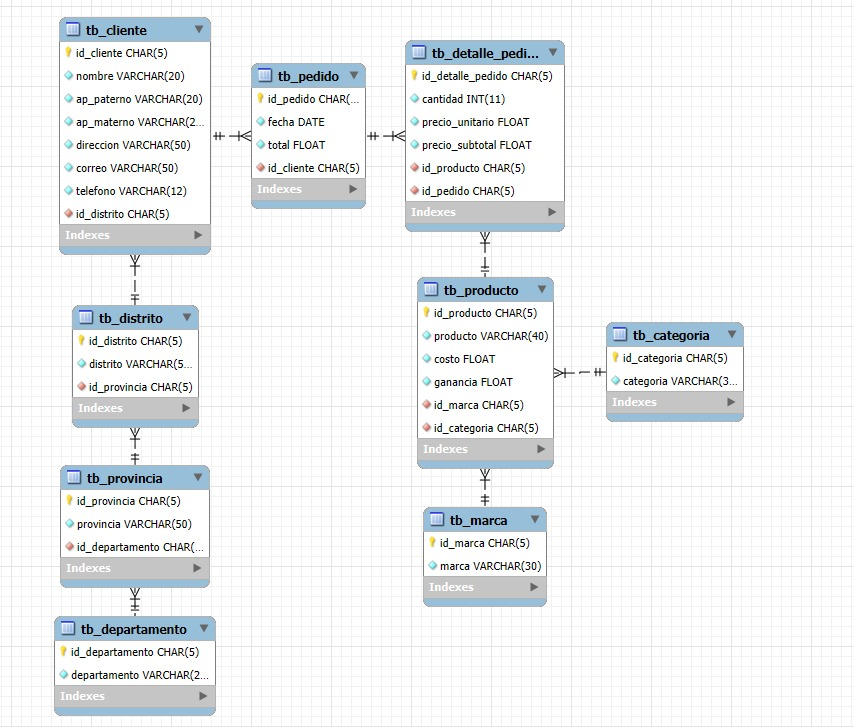 tb_cliente
id_cliente CHAR(5)
nombre VARCHAR(20)
ap_paterno VARCHAR(20)
ap_materno VARCHAR(2...
direccion VARCHAR(50)
correo VARCHAR(50)
telefono VARCHAR(12)
id_distrito CHAR(5)
Indexes
tb_pedido
id_pedido CHAR(...
fecha DATE
total FLOAT
id_cliente CHAR(5)
Indexes
tb_detalle_pedi...
id_detalle_pedido CHAR(5)
cantidad INT(11)
precio_unitario FLOAT
precio_subtotal FLOAT
id_producto CHAR(5)
id_pedido CHAR(5)
Indexes
tb_distrito
id_distrito CHAR(5)
distrito VARCHAR(5...
id_provincia CHAR(5)
Indexes
tb_producto
id_producto CHAR(5)
producto VARCHAR(40)
costo FLOAT
ganancia FLOAT
id_marca CHAR(5)
id_categoria CHAR(5)
Indexes
tb_categoria
id_categoria CHAR(5)
categoria VARCHAR(3...
Indexes
tb_provincia
id_provincia CHAR(5)
provincia VARCHAR(50)
id_departamento CHAR(...
Indexes
tb_marca
id_marca CHAR(5)
marca VARCHAR(30)
Indexes
tb_departamento
id_departamento CHAR(5)
departamento VARCHAR(2...
Indexes